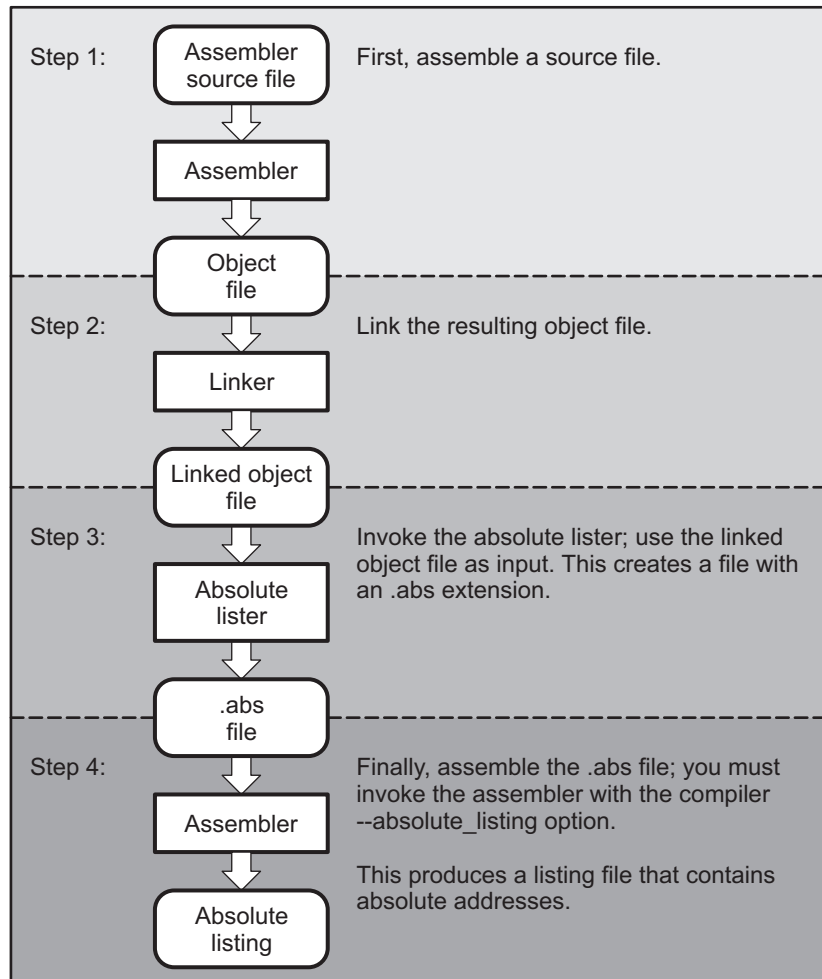 Step 1:
Assembler
source file
First, assemble a source file.
Assembler
Object
file
Step 2:
Link the resulting object file.
Linker
Linked object
file
Step 3:
Invoke the absolute lister; use the linked
object file as input. This creates a file with
an .abs extension.
Absolute
lister
.abs
file
Step 4:
Finally, assemble the .abs file; you must
invoke the assembler with the compiler
--absolute_listing option.
Assembler
This produces a listing file that contains
absolute addresses.
Absolute
listing